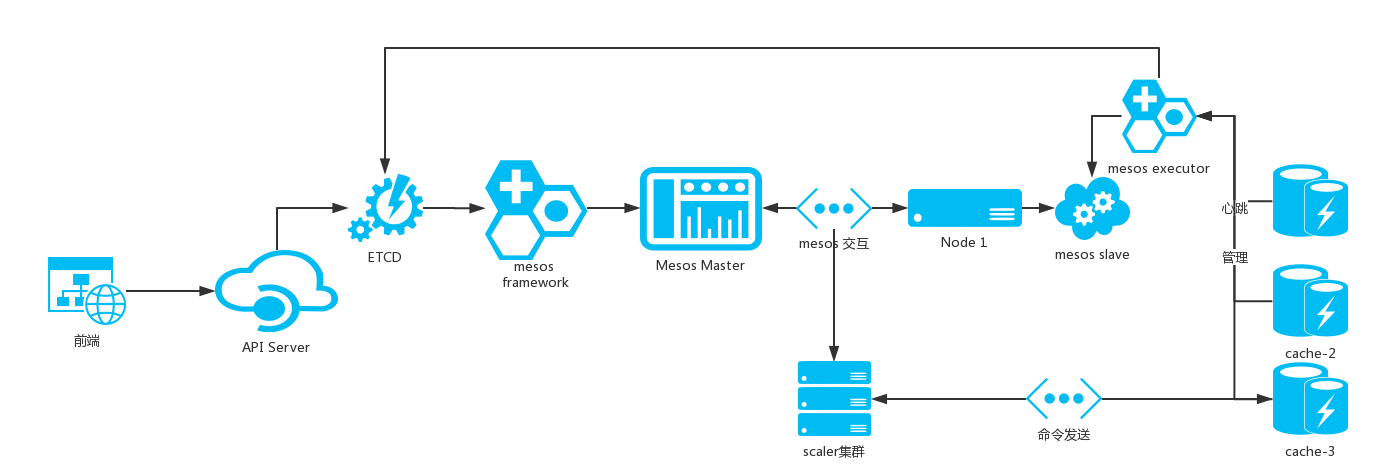 mesos executor
心跳
mesos 交互
Node 1
mesos slave
ETCD
管理
mesos
framework
Mesos Master
前端
API Server
cache-2
命令发送
scaler集群
cache-3